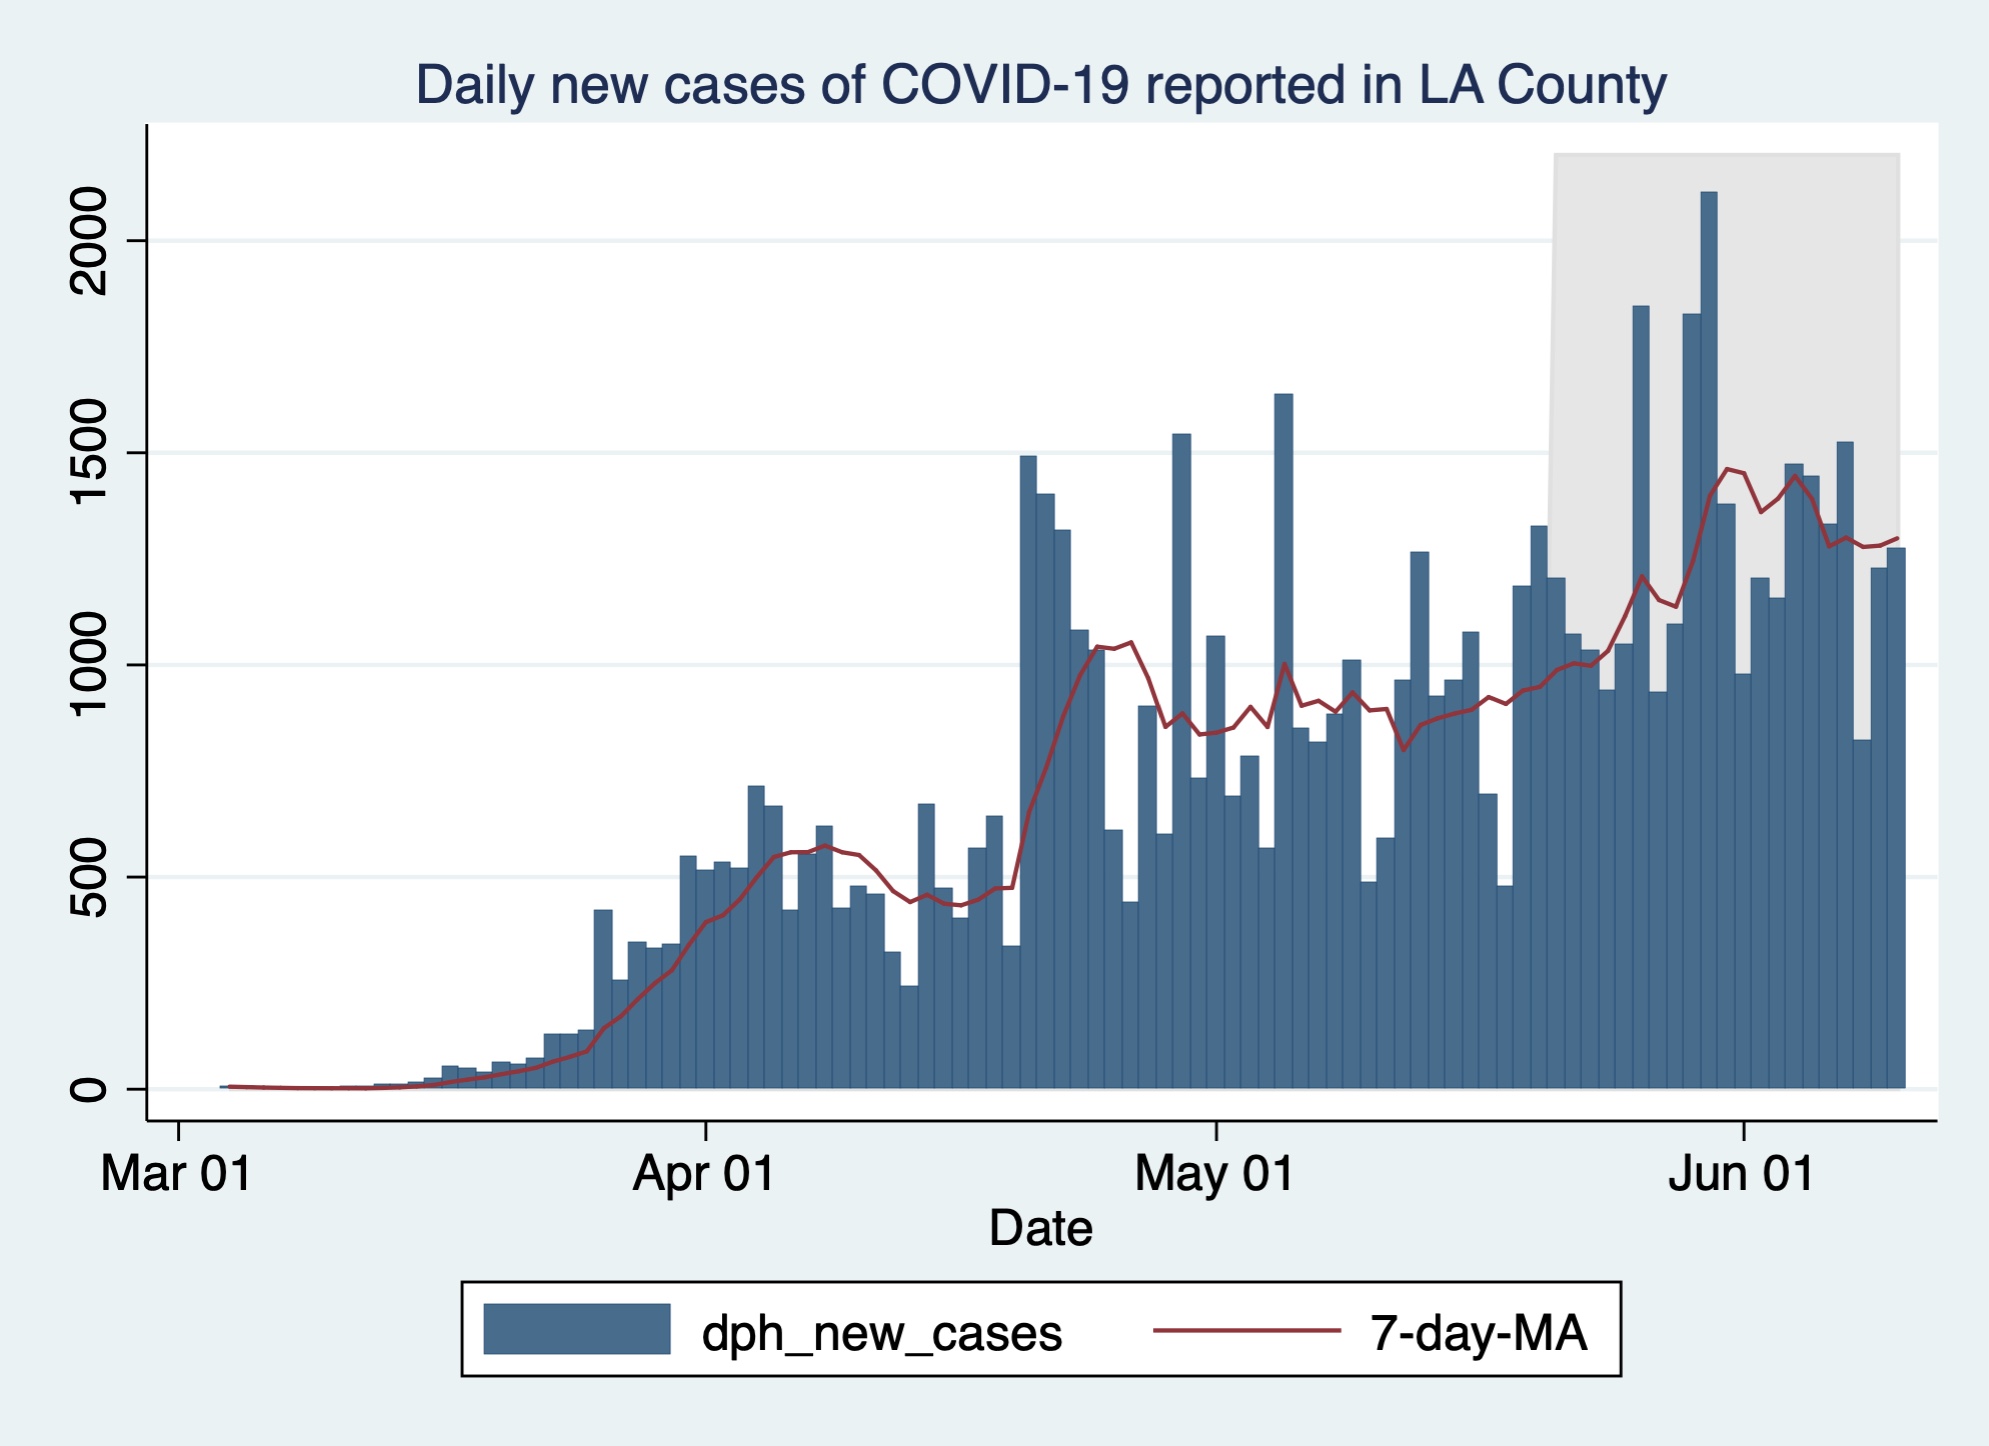 Daily new cases of COVID-19 reported in LA County
2000
1500
1000
500
0
Mar 01 Apr 01 May 01 Jun 01
Date
dph_new_cases 7-day-MA